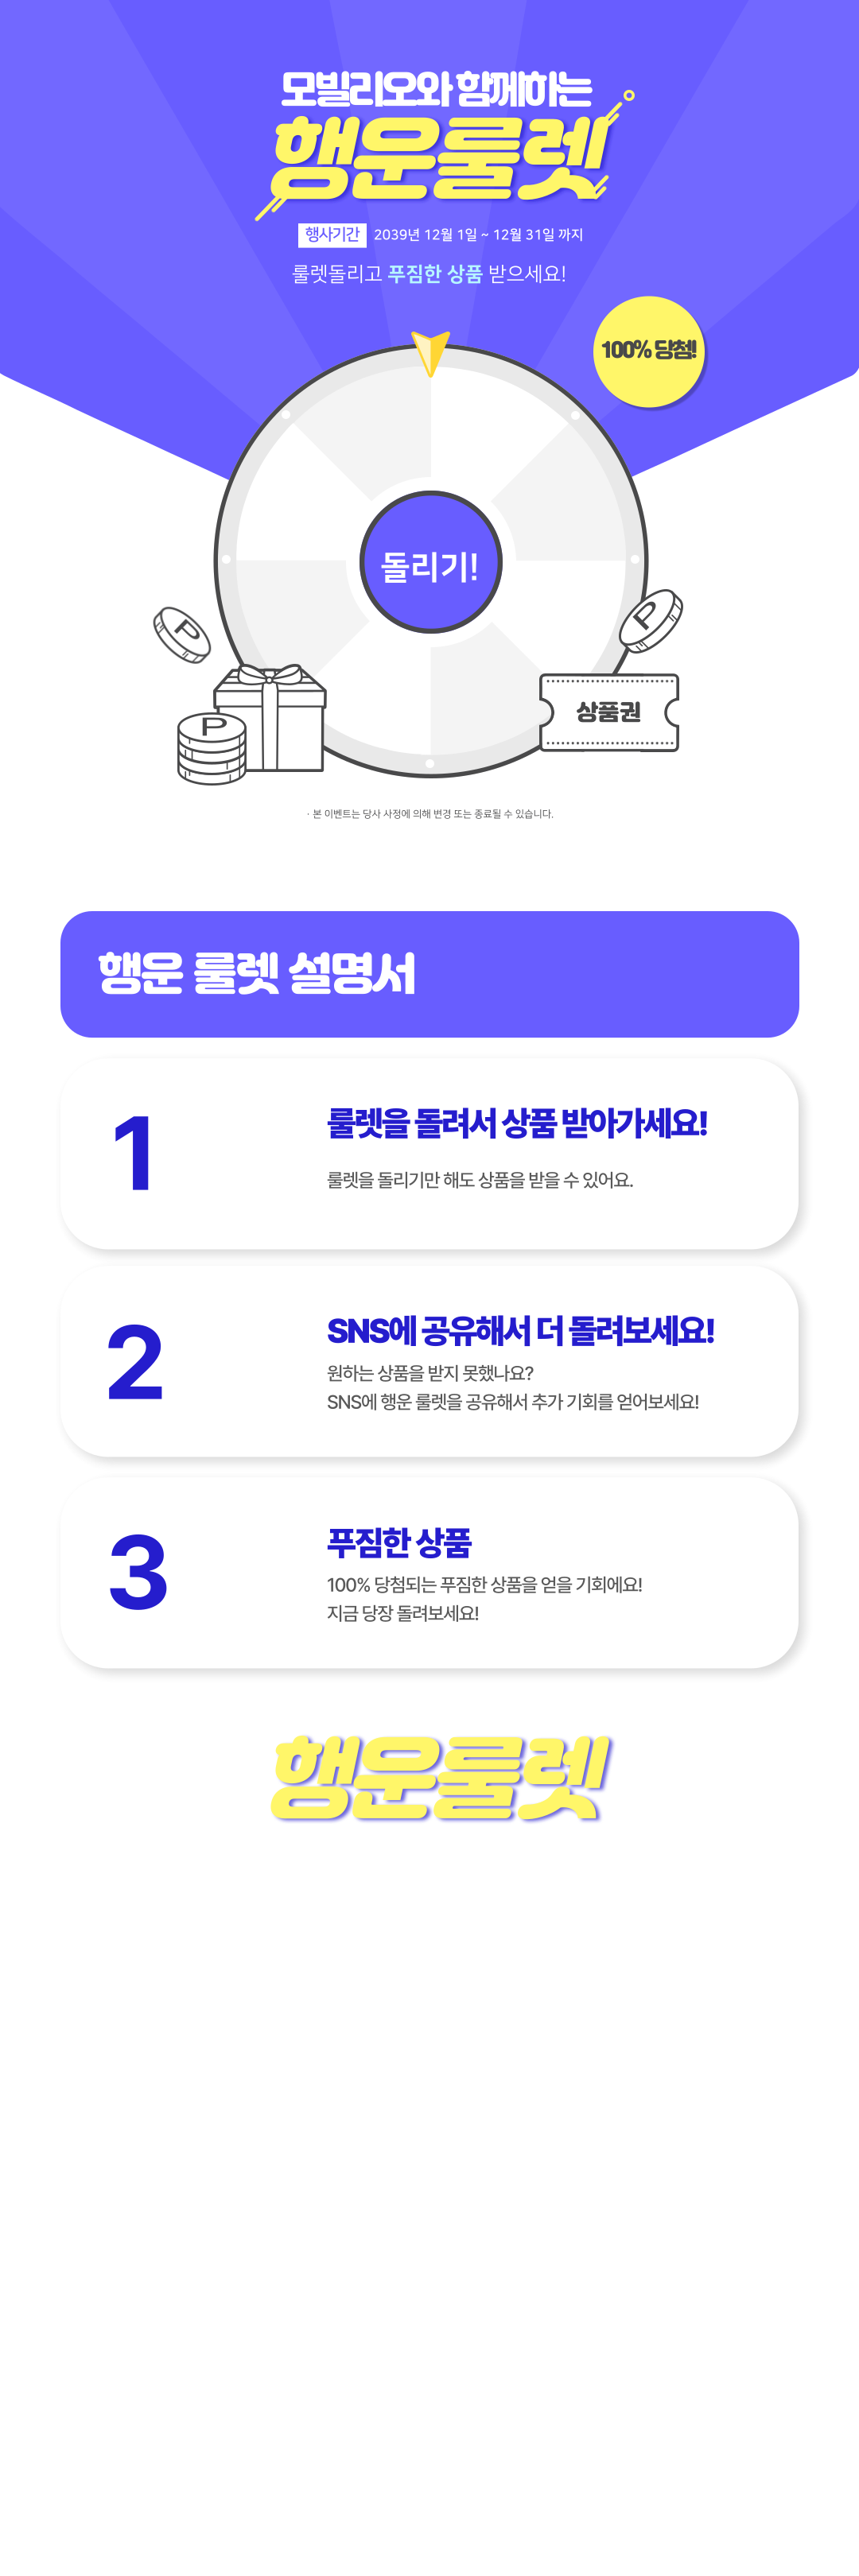 모빌리오와 함께하는
행운룰렛
행사기간 2039년 12월 1일 ~ 12월 31일 까지
룰렛돌리고 푸짐한 상품 받으세요!
100% 당첨!
돌리기!
P
P
P
상품권
· 본 이벤트는 당사 사정에 의해 변경 또는 종료될 수 있습니다.
행운 룰렛 설명서
1
룰렛을 돌려서 상품 받아가세요!
룰렛을 돌리기만 해도 상품을 받을 수 있어요.
2
SNS에 공유해서 더 돌려보세요!
원하는 상품을 받지 못했나요?
SNS에 행운 룰렛을 공유해서 추가 기회를 얻어보세요!
3
푸짐한 상품
100% 당첨되는 푸짐한 상품을 얻을 기회에요!
지금 당장 돌려보세요!
행운룰렛